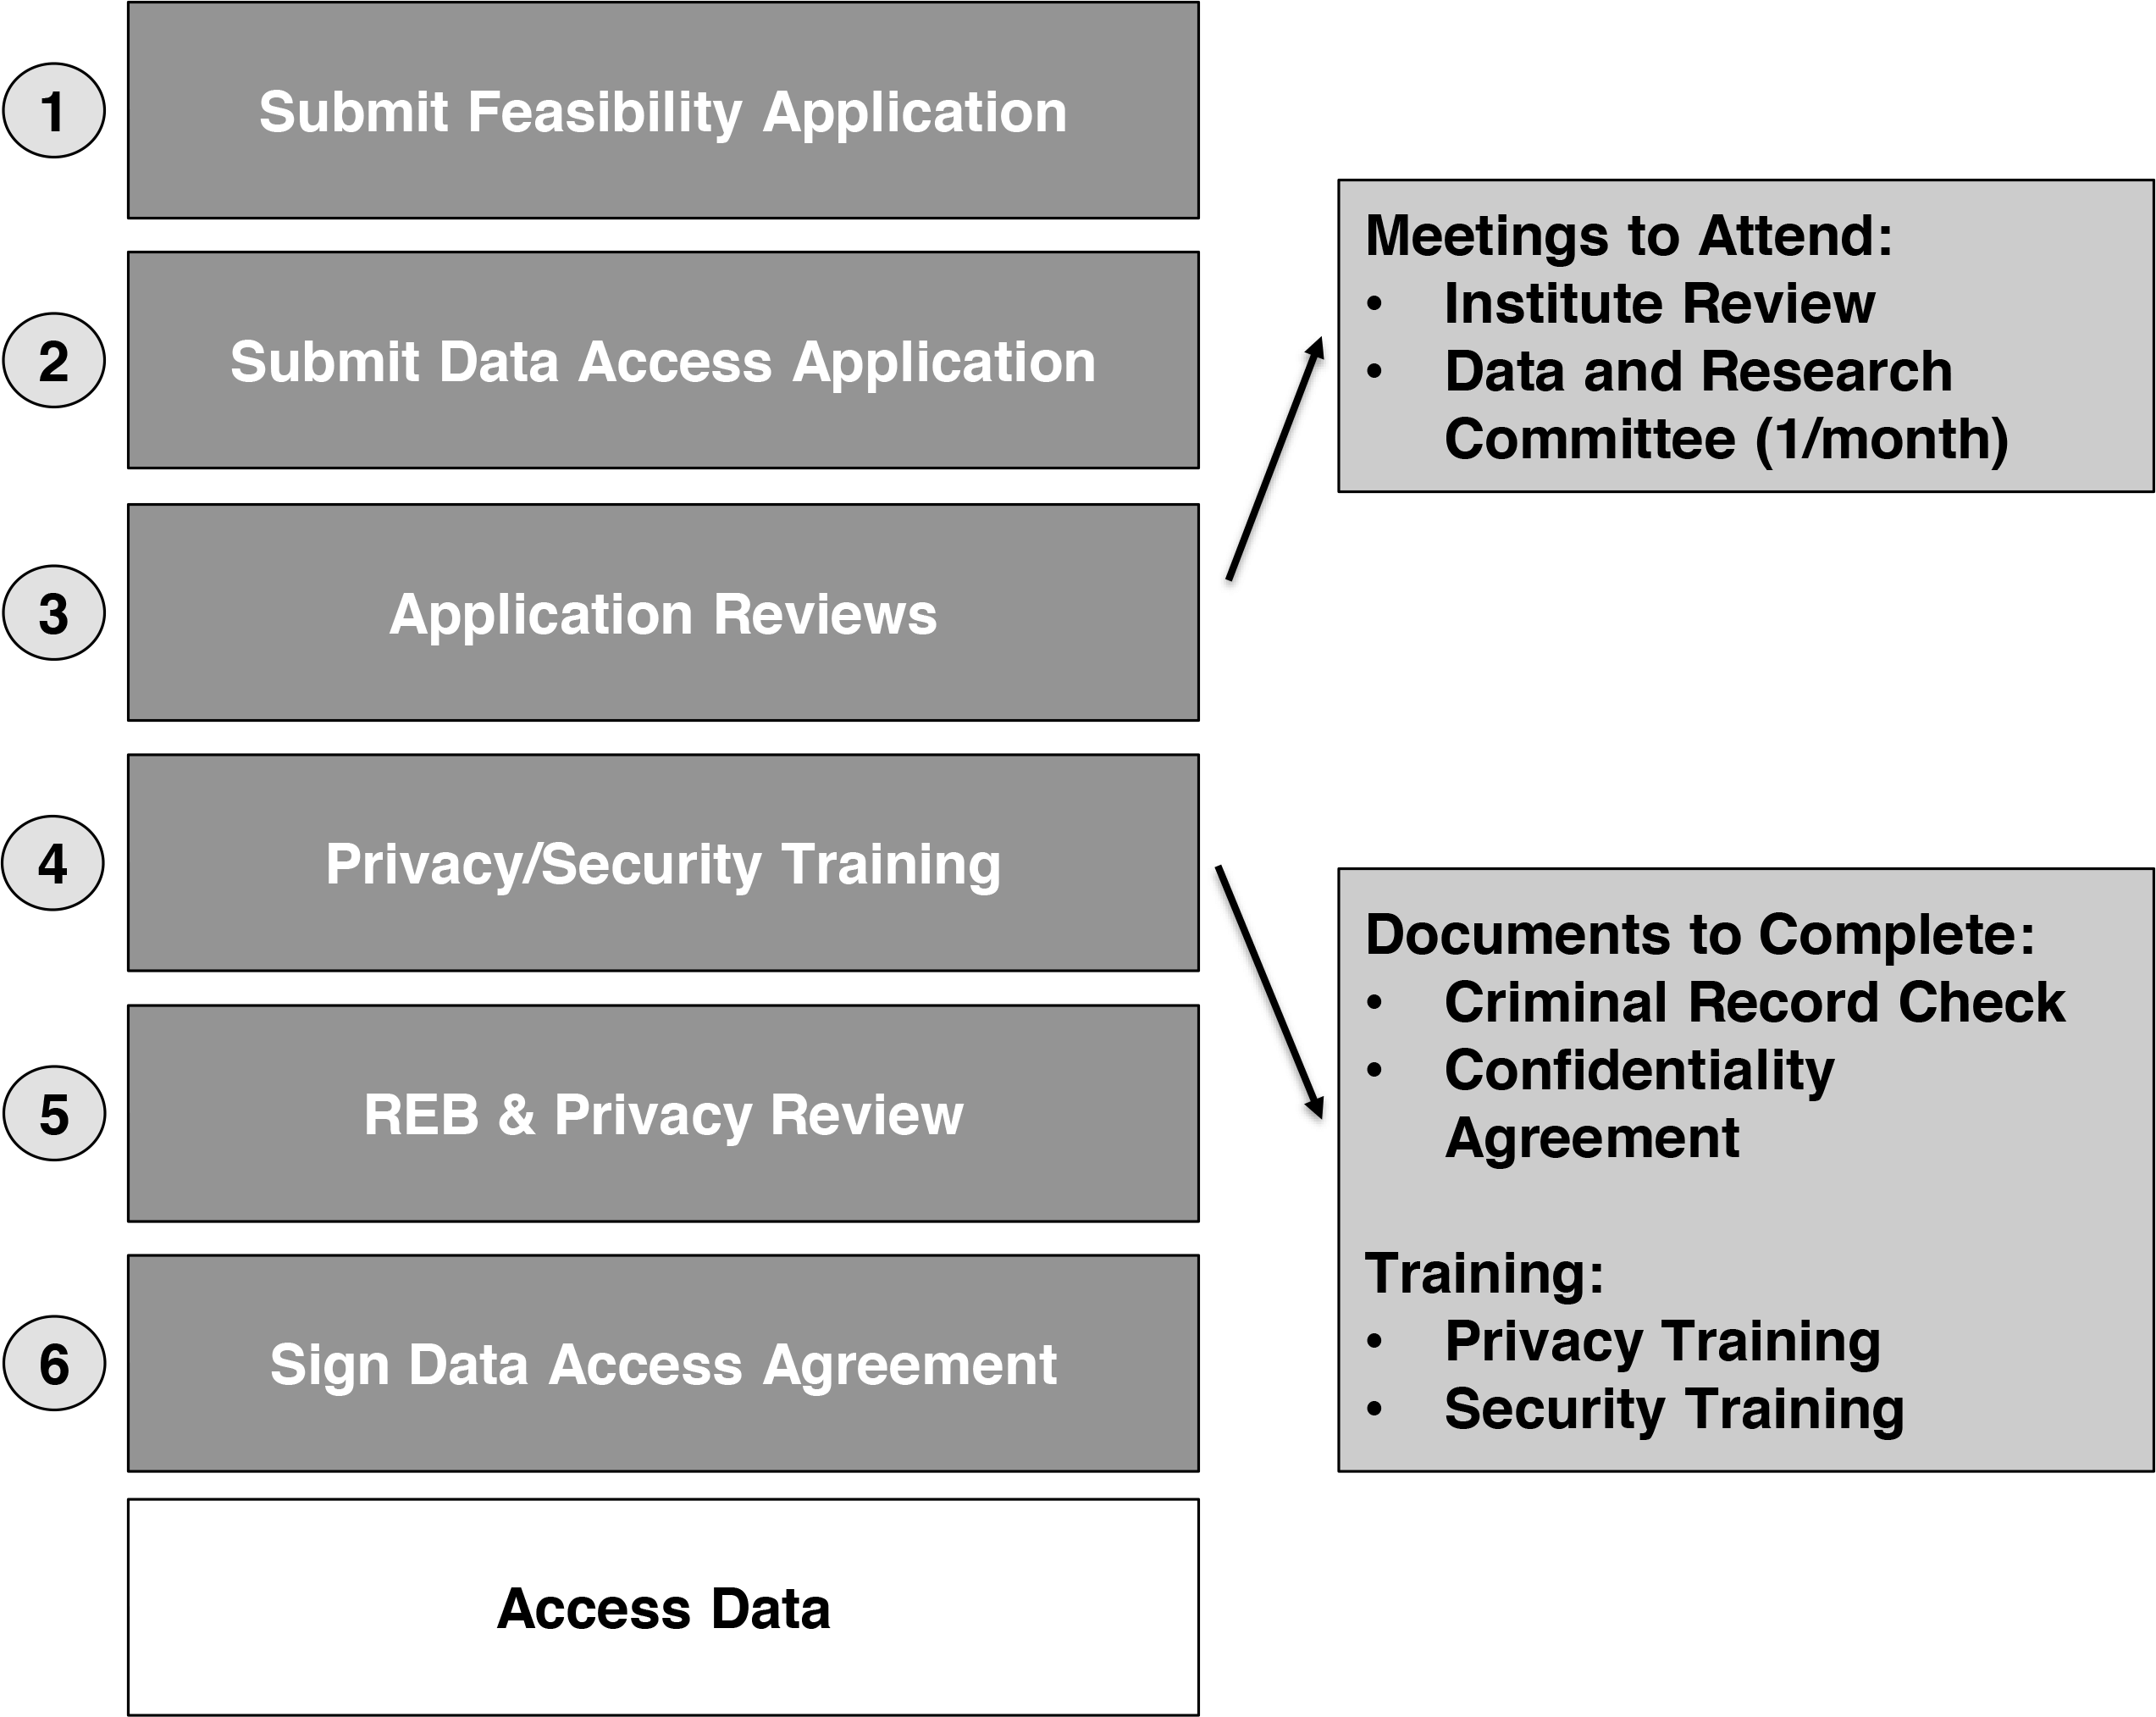 1
Submit Feasibility Application
2
Submit Data Access Application
3
Application Reviews
4
Privacy/Security Training
5
REB & Privacy Review
6
Sign Data Access Agreement
Access Data
Meetings to Attend:
• Institute Review
• Data and Research
Committee (1/month)
Documents to Complete:
• Criminal Record Check
• Confidentiality
Agreement
Training:
• Privacy Training
• Security Training